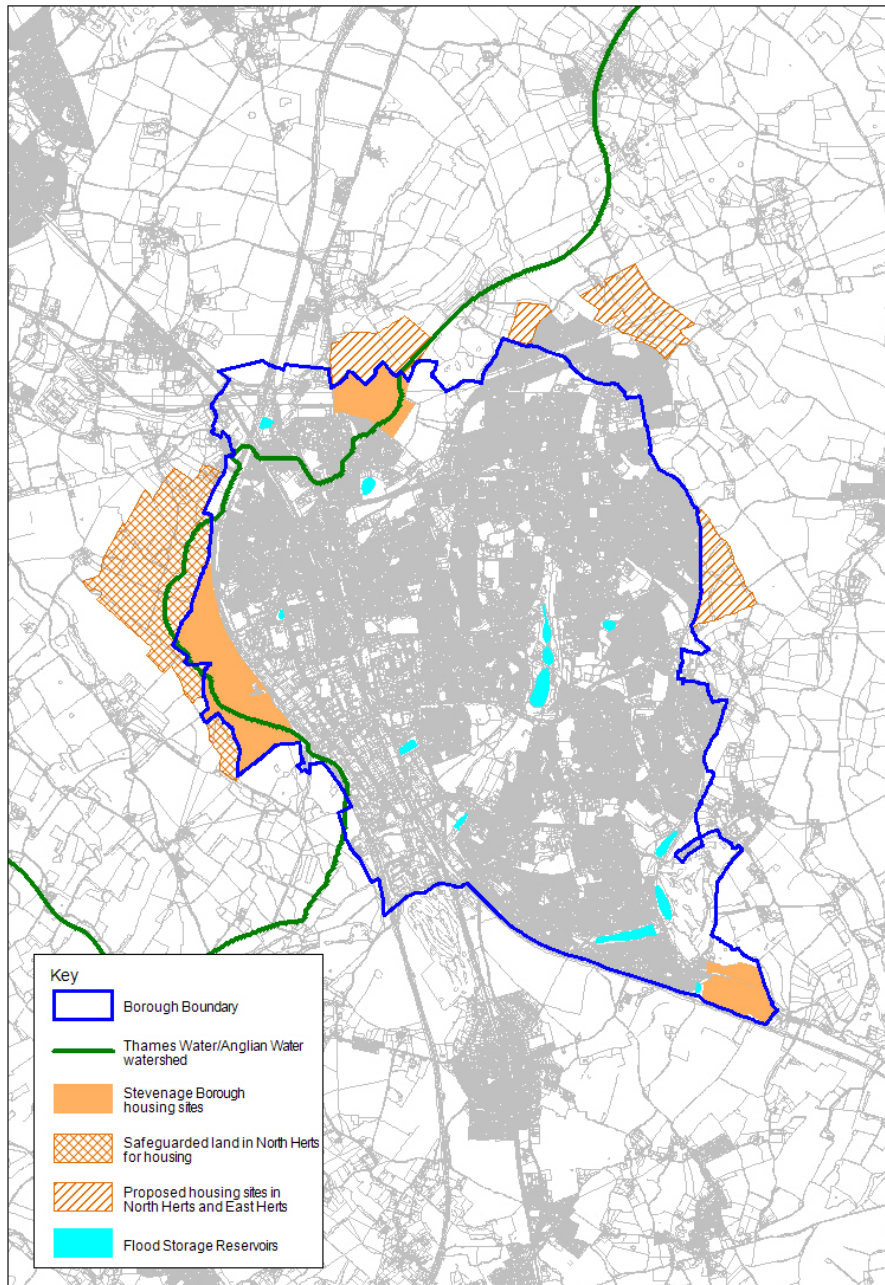 Key
Borough Boundary
Thames Water/Anglian Water
watershed
Stevenage Borough
housing sites
Safeguarded land in North Herts
for housing
Proposed housing sites in
North Herts and East Herts
Flood Storage Reservoirs